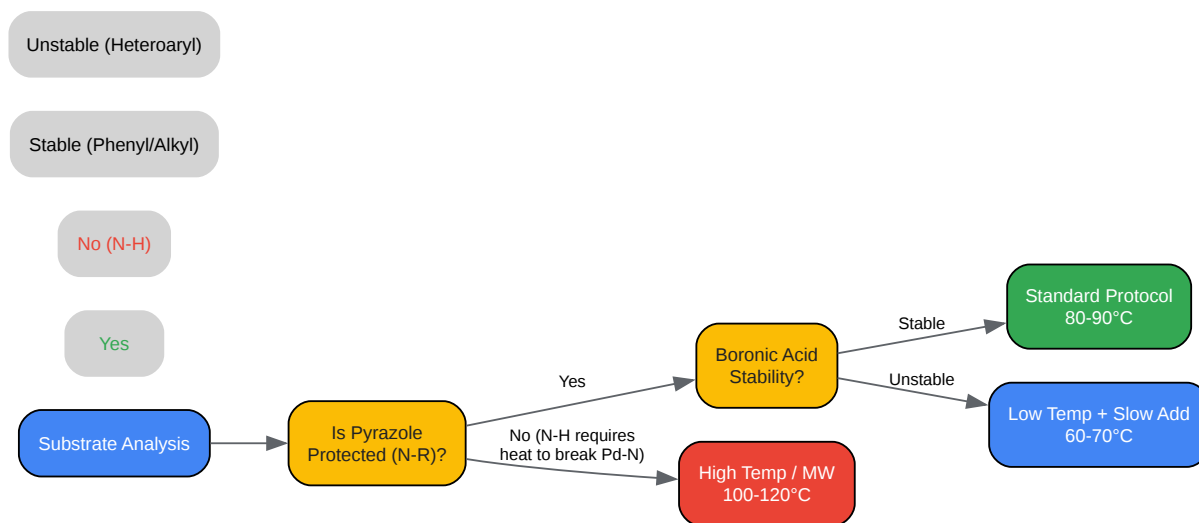 Unstable (Heteroaryl)
Stable (Phenyl/Alkyl)
No (N-H)
Yes
Substrate Analysis
Is Pyrazole
Protected (N-R)?
Yes
No (N-H requires
heat to break Pd-N)
Boronic Acid
Stability?
High Temp / MW
100-120°C
Stable
Unstable
Standard Protocol
80-90°C
Low Temp + Slow Add
60-70°C